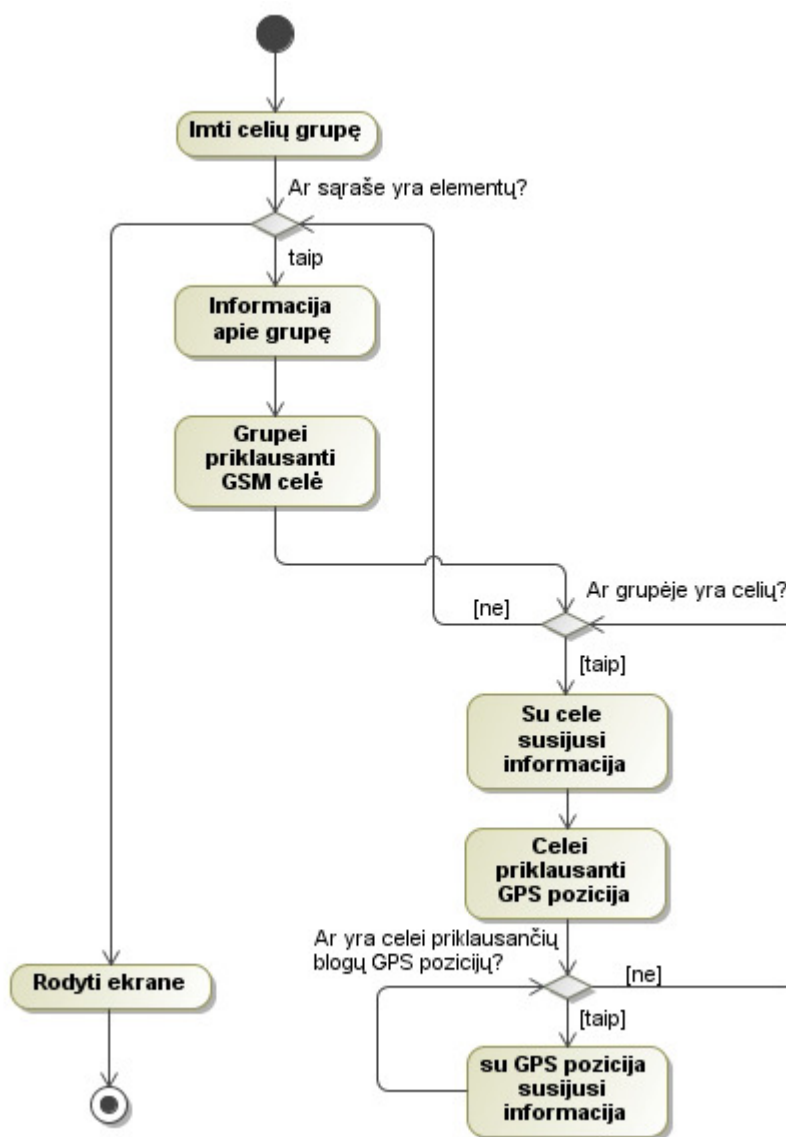 Imti celių grupę
Ar sąraše yra elementų?
taip
Informacija
apie grupę
Grupei
priklausanti
GSM celė
Ar grupėje yra celių?
[ne]
[taip]
Su cele
susijusi
informacija
Celei
priklausanti
GPS pozicija
Ar yra celei priklausančių
blogų GPS pozicijų?
[ne]
[taip]
su GPS pozicija
susijusi
informacija
Rodyti ekrane